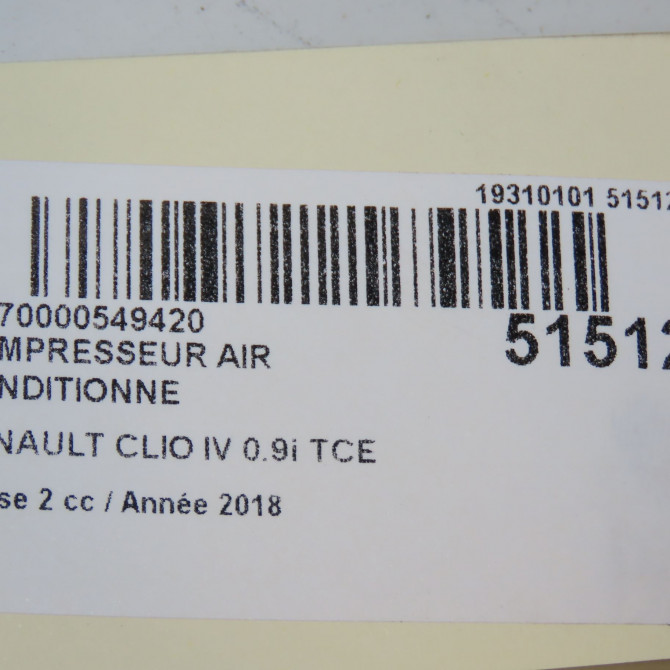 19310101 51512
70000549420
MPRESSEUR AIR
51512
NDITIONNE
NAULT CLIO IV 0.9i TCE
se 2 cc / Année 2018